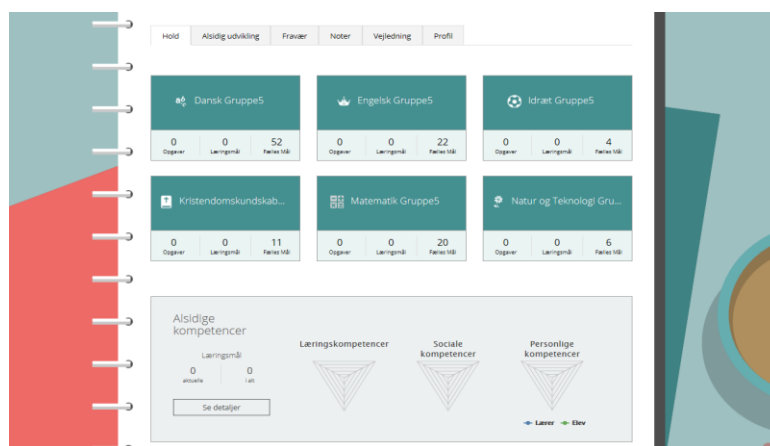 Hold Alsidig udvikling Fravær Noter Vejledning Profil
Dansk Gruppe5 Engelsk Gruppe5 Idræt Gruppe5
0 0 52 0 0 22 0 0 4
Opgaver Læringsmål Fælles Mål Opgaver Læringsmål Fælles Mål Opgaver Læringsmål Fælles Mål
Kristendomskundskab... Matematik Gruppe5 Natur og Teknologi Gru...
0 0 11 0 0 20 0 0 6
Opgaver Læringsmål Fælles Mål Opgaver Læringsmål Fælles Mål Opgaver Læringsmål Fælles Mål
Alsidige
kompetencer
Læringsmål
0 0
aktuelle i alt
Se detaljer
Læringskompetencer
Sociale
kompetencer
Personlige
kompetencer
Lærer Elev